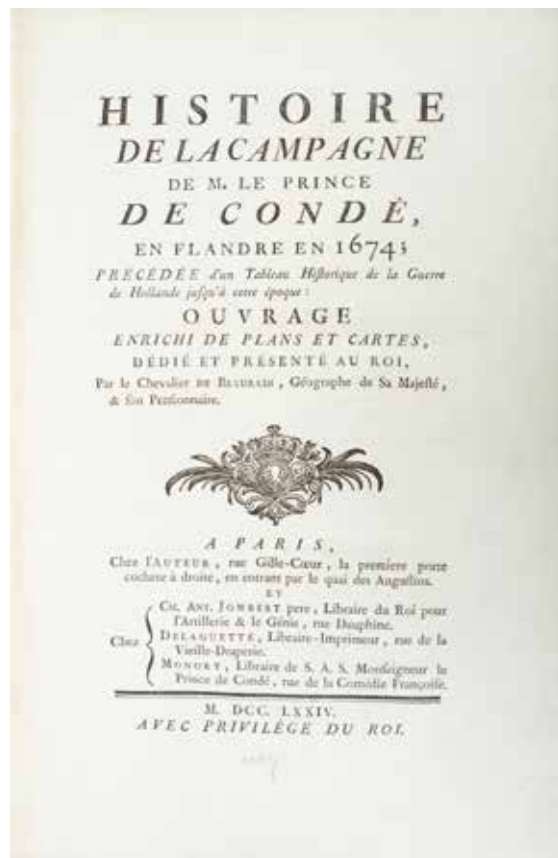 HISTOIRE
DE LA CAMPAGNE
DE M. LE PRINCE
DE CONDÉ,
EN FLANDRE EN 1674;
PRÉCÉDÉE d'un Tableau Historique de la Guerre
de Hollande jusqu'à cette époque:
OUVRAGE
ENRICHI DE PLANS ET CARTES,
DÉDIÉ ET PRÉSENTÉ AU ROI,
Par le Chevalier DE BEAURAIN, Géographe de Sa Majesté,
& son Pensionnaire.
A PARIS,
Chez l'AUTEUR, rue Gille-Cœur, la premiere porte
cochere à droite, en entrant par le quai des Augustins.
ET
Chez
CH. ANT. JOMBERT pere, Libraire du Roi pour
l'Artillerie & le Génie, rue Dauphine.
DELAGUETTE, Libraire-Imprimeur, rue de la
Vieille-Draperie.
MONORY, Libraire de S. A. S. Monseigneur le
Prince de Condé, rue de la Comédie Françoise.
M. DCC. LXXIV.
AVEC PRIVILÉGE DU ROI.